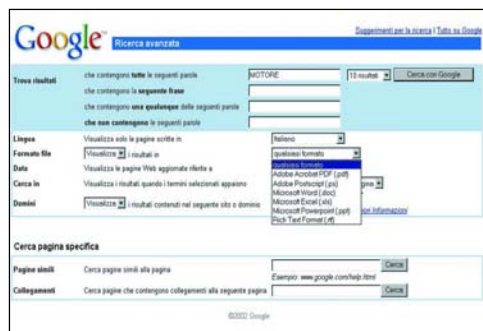 Google Ricerca avanzata
Suggerimenti per la ricerca | Tutto su Google
Trova risultati che contengono tutte le seguenti parole MOTORE 10 risultati Cerca con Google
che contengono la seguente frase
che contengono una qualunque delle seguenti parole
che non contengono le seguenti parole
Lingua Visualizza solo le pagine scritte in Italiano
Formato file Visualizza i risultati in qualsiasi formato
qualsiasi formato
Data Visualizza le pagine Web aggiornate riferite a
Adobe Acrobat PDF (.pdf)
Adobe Postscript (.ps)
Cerca in Visualizza i risultati quando i termini selezionati appaiono
Microsoft Word (.doc)
Microsoft Excel (.xls)
Domini Visualizza i risultati contenuti nel seguente sito o dominio
Microsoft Powerpoint (.ppt)
Informazioni
Rich Text Format (.rtf)
Cerca pagina specifica
Pagine simili Cerca pagine simili alla pagina Cerca
Esempio: www.google.com/help.html
Collegamenti Cerca pagine che contengono collegamenti alla seguente pagina Cerca
©2002 Google